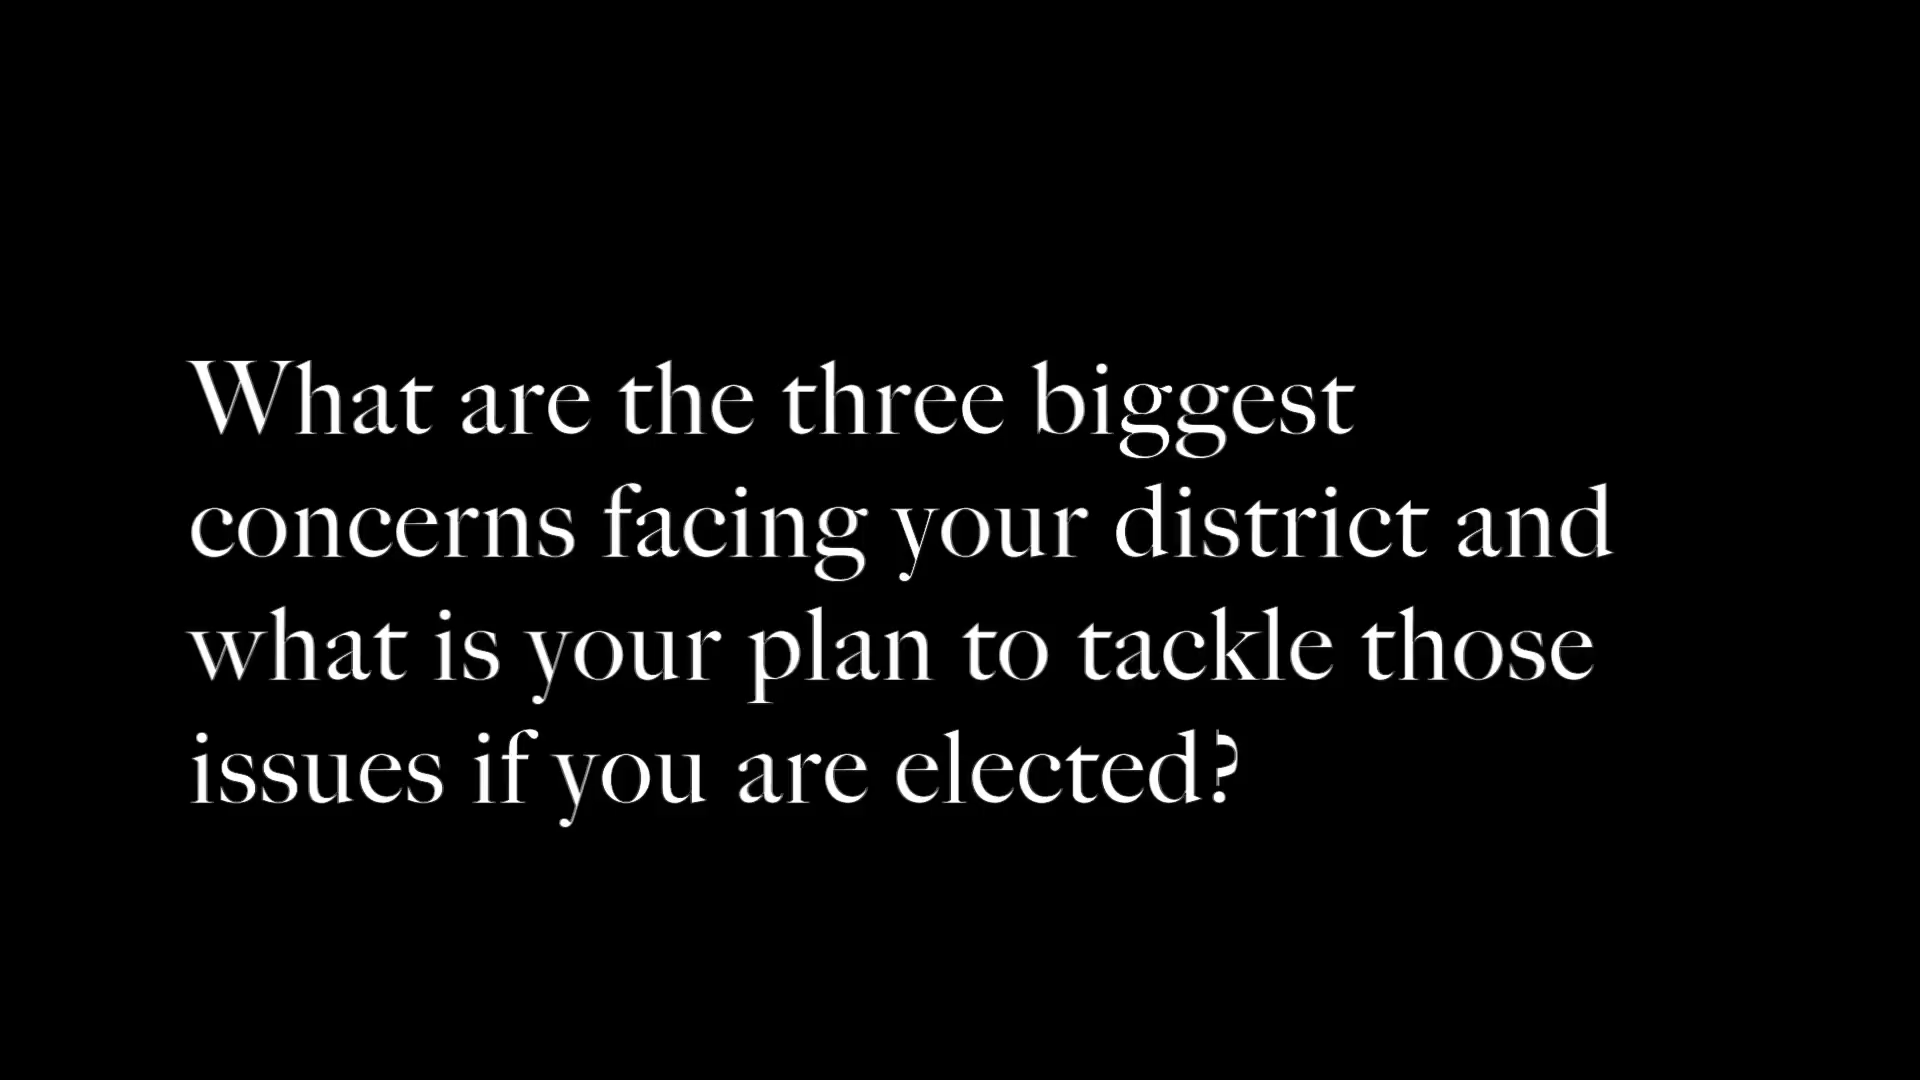 What are the three biggest
concerns facing your district and
what is your plan to tackle those
issues if you are elected?